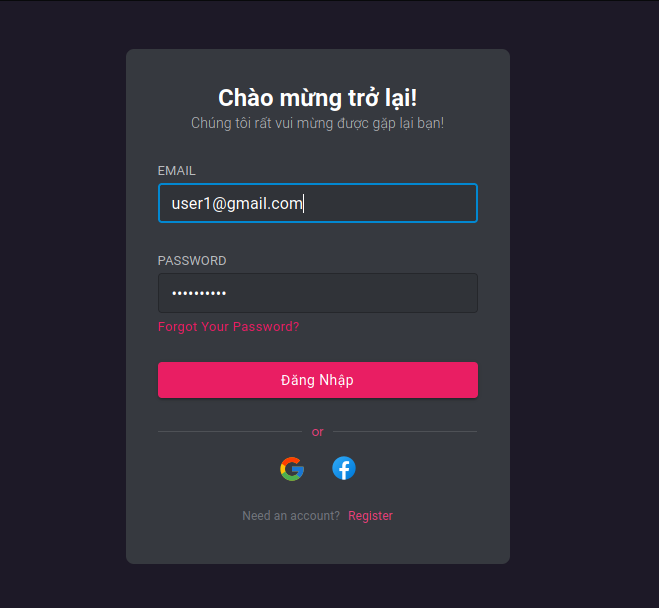 Chào mừng trở lại!
Chúng tôi rất vui mừng được gặp lại bạn!
EMAIL
user1@gmail.com
PASSWORD
••••••••••
Forgot Your Password?
Đăng Nhập
or
Need an account? Register